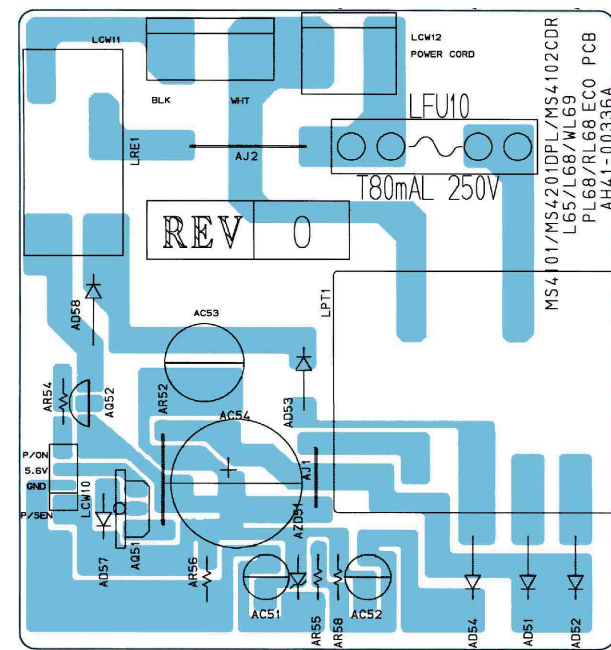 LCW11
LCW12
POWER CORD
BLK
WHT
LFU10
LRE1
AJ2
T80mAL 250V
MS4101/MS4201DPL/MS4102CDR
L65/L68/WL69
PL68/RL68 ECO PCB
AH41-00336A
REV 0
LPT1
AD58
AC53
AR54
AQ52
AR52
AC54
AD53
P/ON
5.6V
GND
P/SEN
LCW10
AJ1
AZD51
AD57
AQ51
AR56
AC51
AR55
AR58
AC52
AD54
AD51
AD52